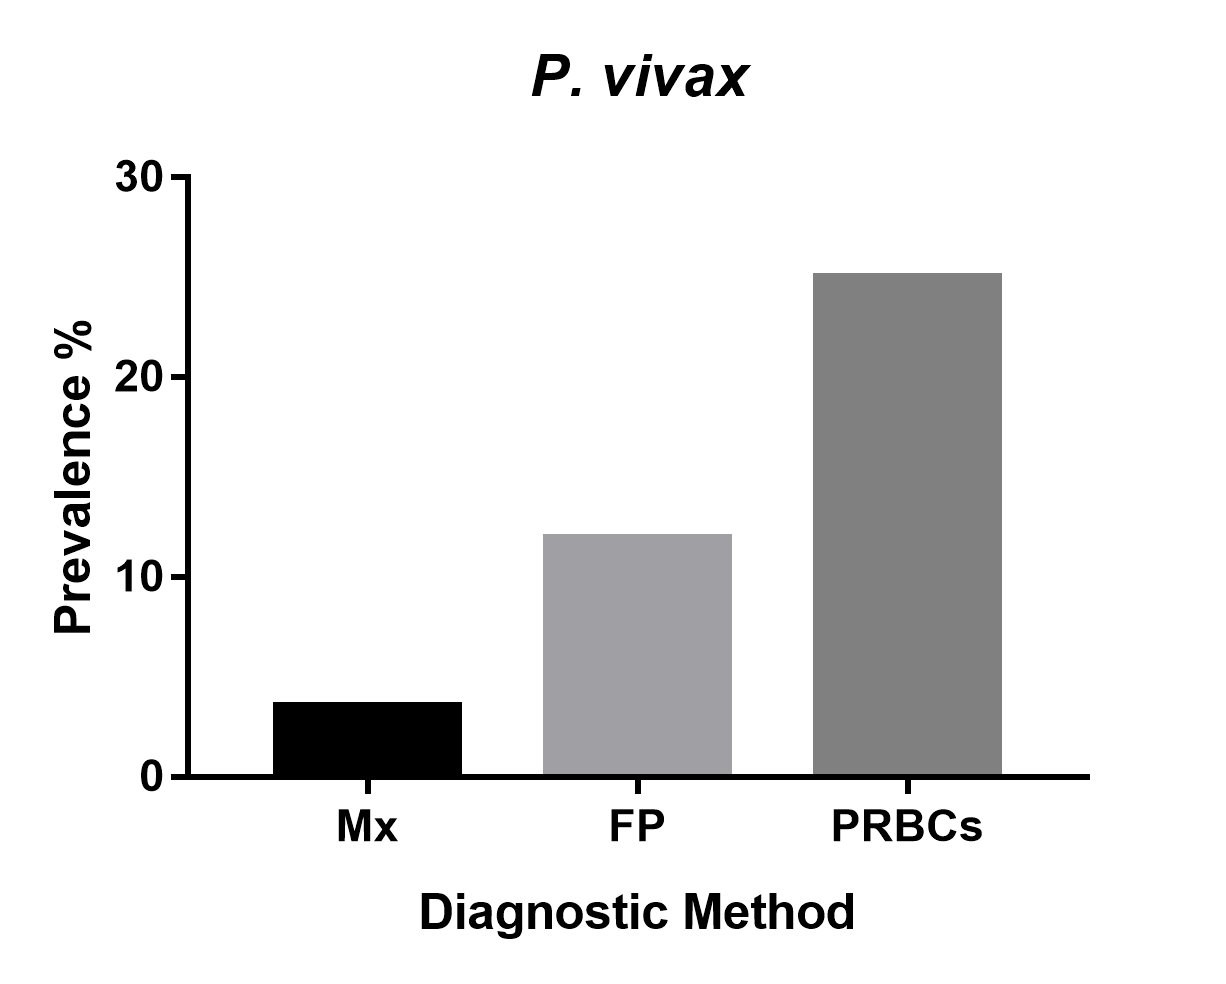 P. vivax
30
20
10
0
Prevalence %
Mx FP PRBCs
Diagnostic Method